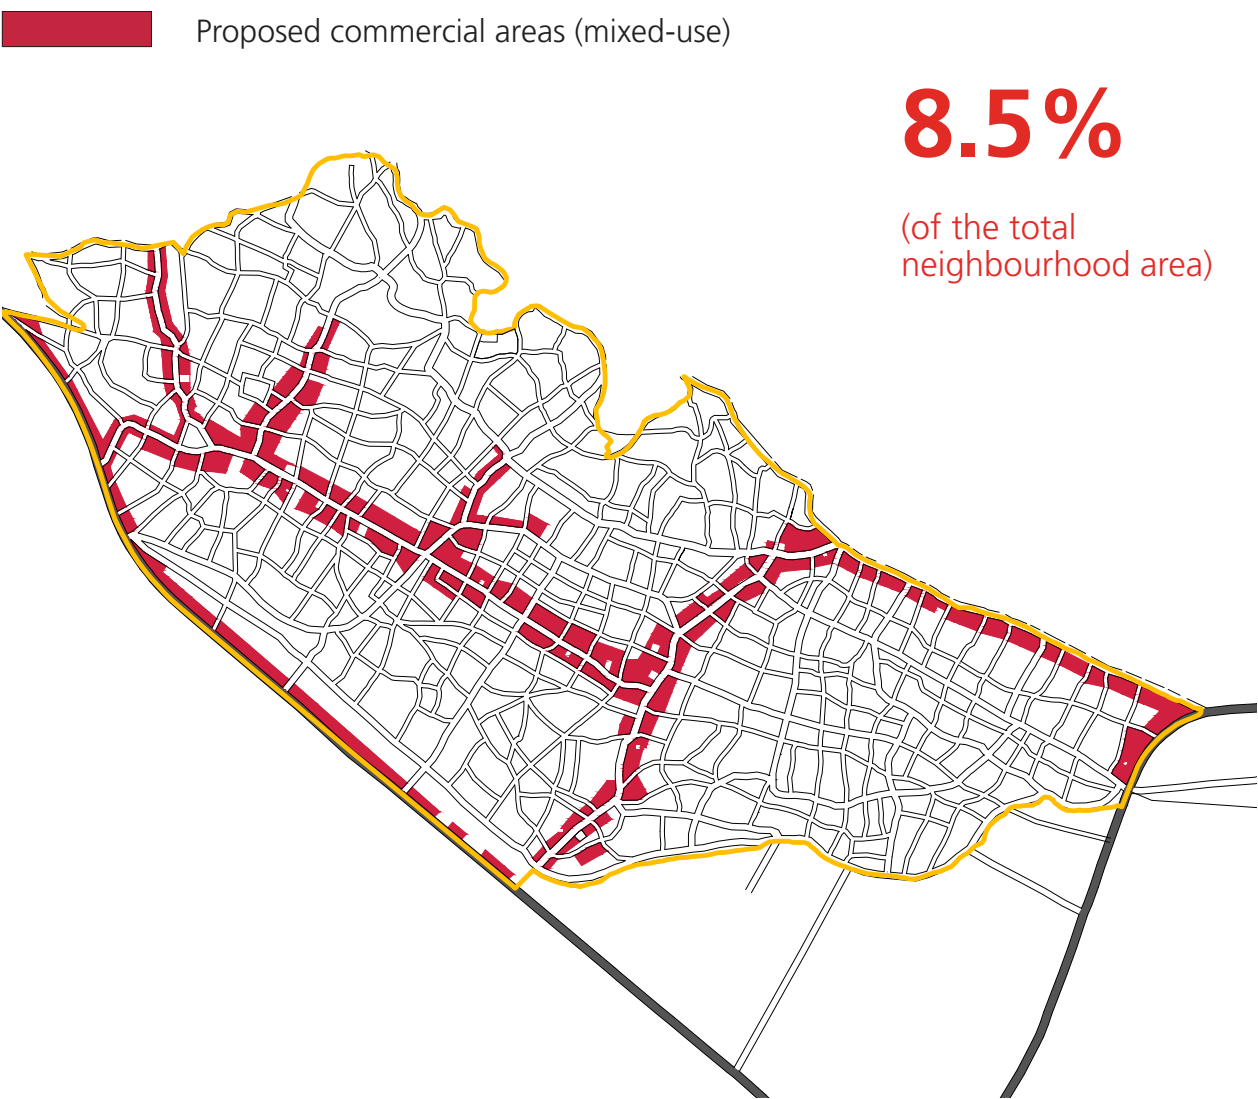 Proposed commercial areas (mixed-use)
8.5%
(of the total
neighbourhood area)